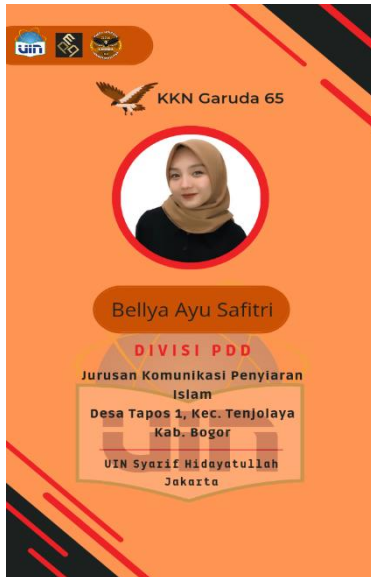 UIN
KKN Garuda 65
Bellya Ayu Safitri
DIVISI PDD
Jurusan Komunikasi Penyiaran
Islam
Desa Tapos 1, Kec. Tenjolaya
Kab. Bogor
UIN Syarif Hidayatullah
Jakarta